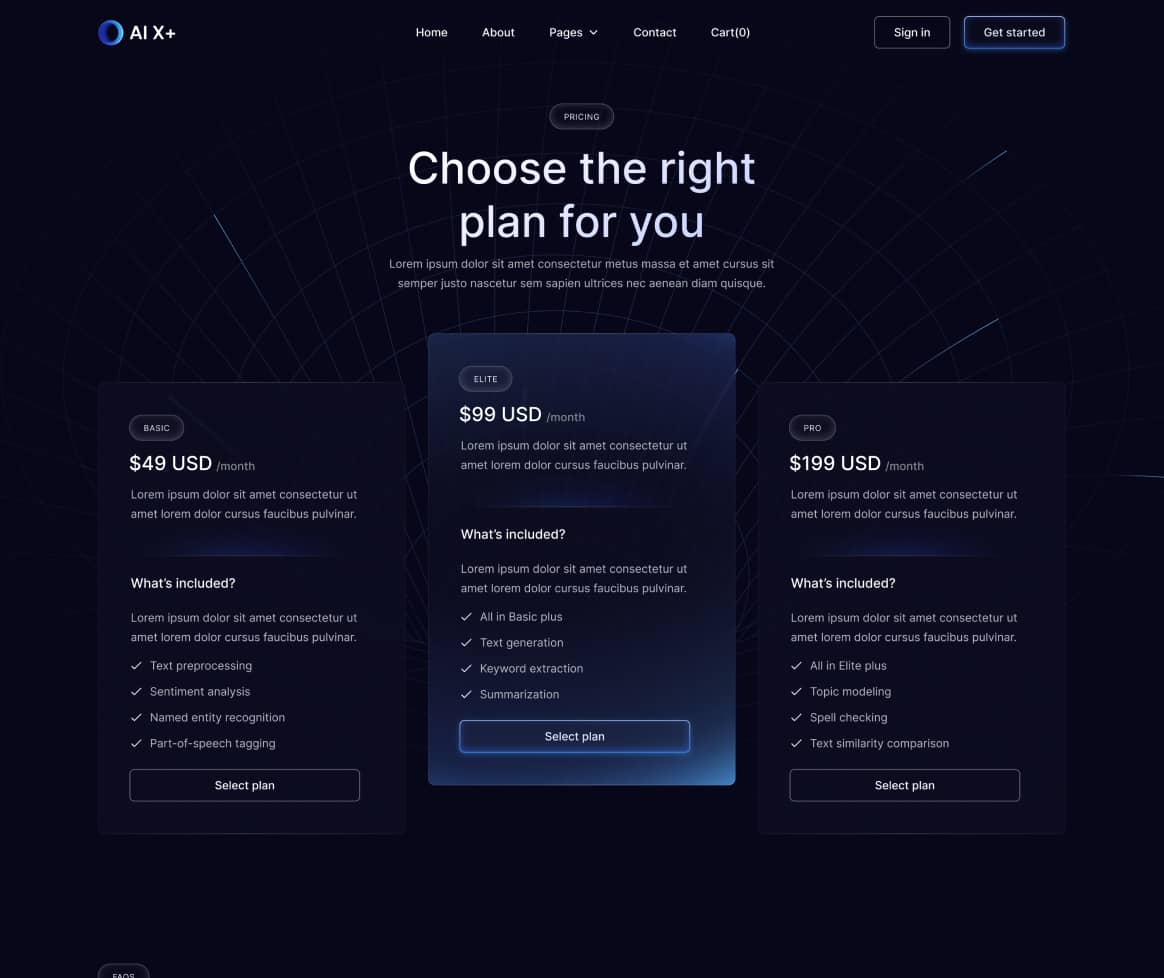 AI X+
Home About Pages Contact Cart(0)
Sign in Get started
PRICING
Choose the right
plan for you
Lorem ipsum dolor sit amet consectetur metus massa et amet cursus sit
semper justo nascetur sem sapien ultrices nec aenean diam quisque.
BASIC
$49 USD /month
Lorem ipsum dolor sit amet consectetur ut
amet lorem dolor cursus faucibus pulvinar.
What's included?
Lorem ipsum dolor sit amet consectetur ut
amet lorem dolor cursus faucibus pulvinar.
Text preprocessing
Sentiment analysis
Named entity recognition
Part-of-speech tagging
Select plan
ELITE
$99 USD /month
Lorem ipsum dolor sit amet consectetur ut
amet lorem dolor cursus faucibus pulvinar.
What's included?
Lorem ipsum dolor sit amet consectetur ut
amet lorem dolor cursus faucibus pulvinar.
All in Basic plus
Text generation
Keyword extraction
Summarization
Select plan
PRO
$199 USD /month
Lorem ipsum dolor sit amet consectetur ut
amet lorem dolor cursus faucibus pulvinar.
What's included?
Lorem ipsum dolor sit amet consectetur ut
amet lorem dolor cursus faucibus pulvinar.
All in Elite plus
Topic modeling
Spell checking
Text similarity comparison
Select plan
FAQS